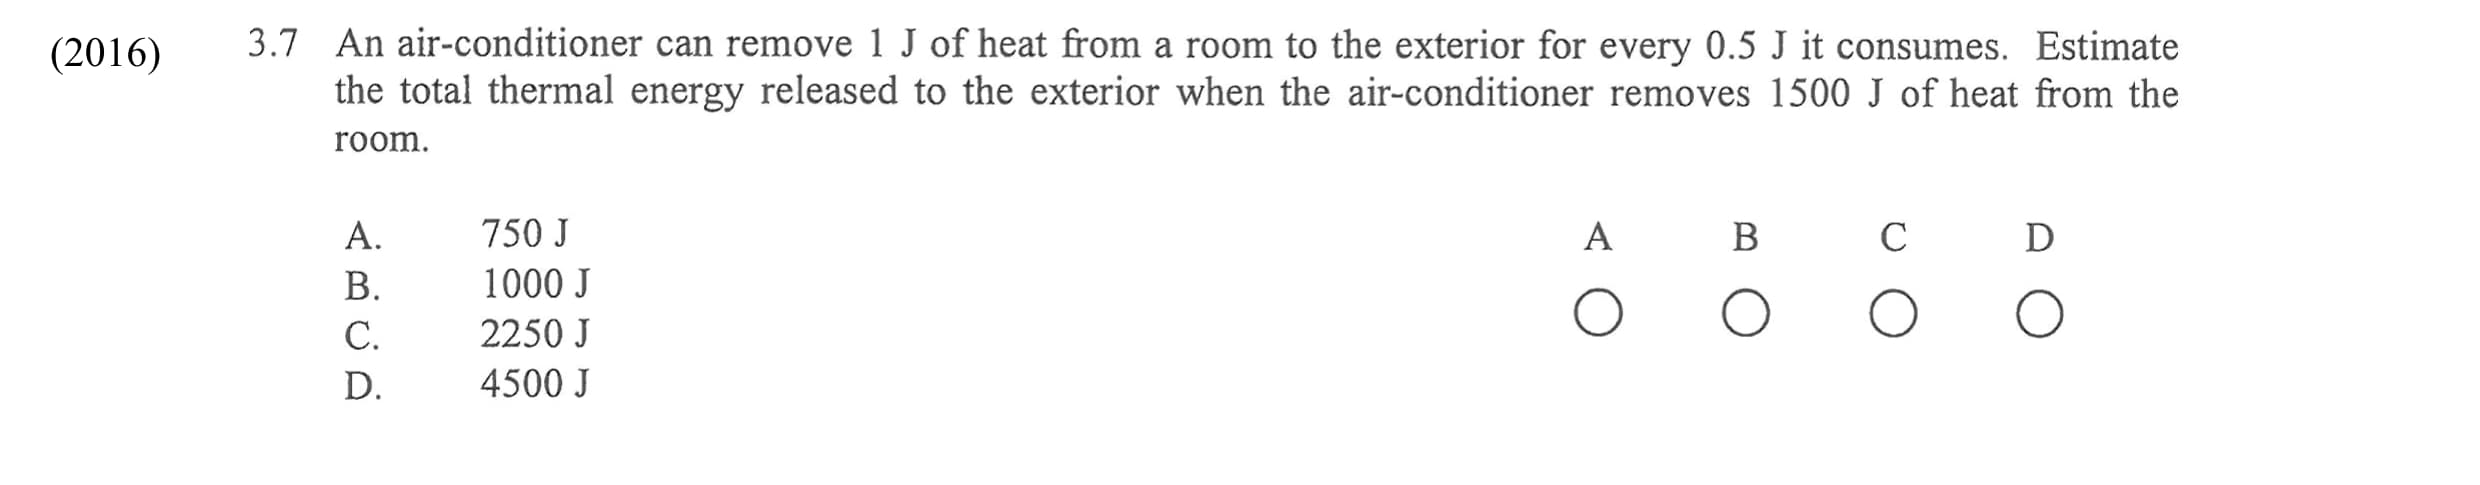 (2016) 3.7 An air-conditioner can remove 1 J of heat from a room to the exterior for every 0.5 J it consumes. Estimate
the total thermal energy released to the exterior when the air-conditioner removes 1500 J of heat from the
room.
A. 750 J
B. 1000 J
C. 2250 J
D. 4500 J
A B C D